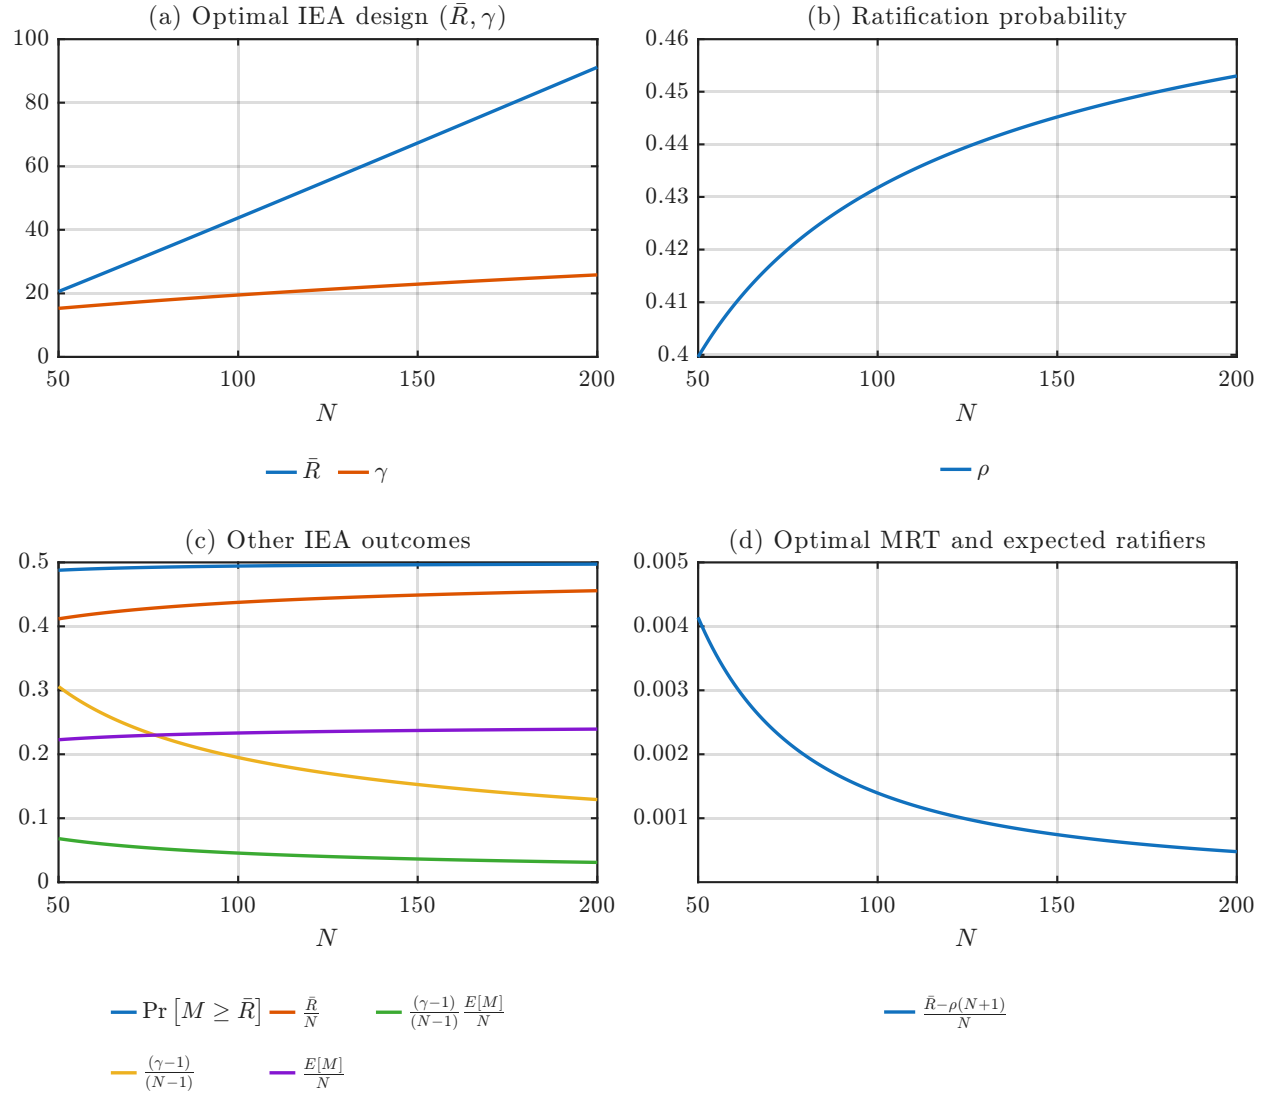 (a) Optimal IEA design (R̄, γ)
100
80
60
40
20
0
50 100 150 200
N
R̄ γ
(b) Ratification probability
0.46
0.45
0.44
0.43
0.42
0.41
0.4
50 100 150 200
N
ρ
(c) Other IEA outcomes
0.5
0.4
0.3
0.2
0.1
0
50 100 150 200
N
Pr [M ≥ R̄] R̄/N (γ−1)/(N−1) E[M]/N
(γ−1)/(N−1) E[M]/N
(d) Optimal MRT and expected ratifiers
0.005
0.004
0.003
0.002
0.001
50 100 150 200
N
R̄−ρ(N+1)/N